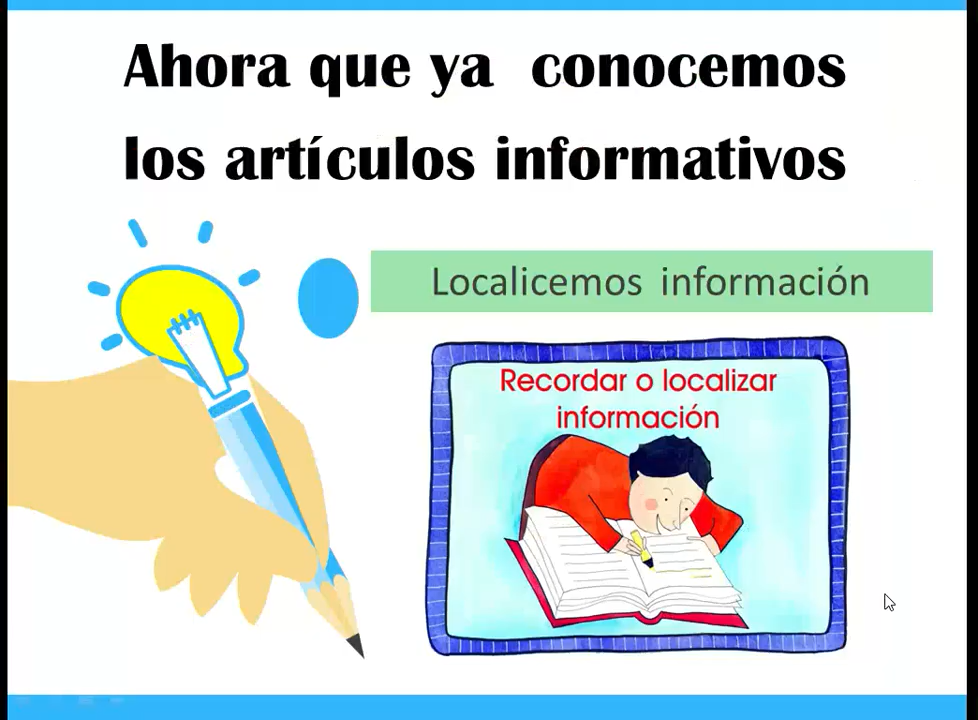 Ahora que ya conocemos
los artículos informativos
Localicemos información
Recordar o localizar
información